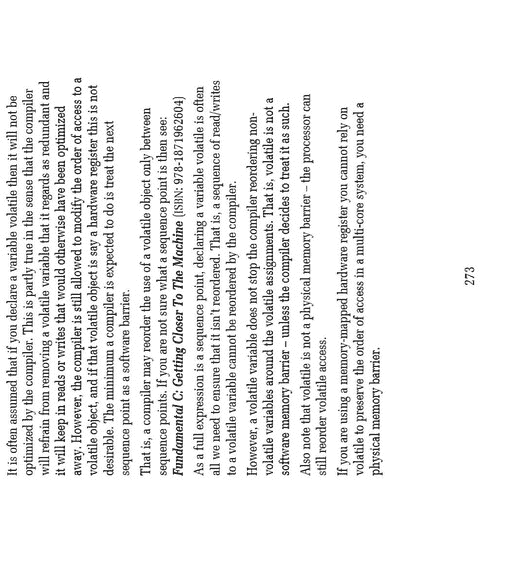 It is often assumed that if you declare a variable volatile then it will not be
optimized by the compiler. This is partly true in the sense that the compiler
will refrain from removing a volatile variable that it regards as redundant and
it will keep in reads or writes that would otherwise have been optimized
away. However, the compiler is still allowed to modify the order of access to a
volatile object, and if that volatile object is say a hardware register this is not
desirable. The minimum a compiler is expected to do is treat the next
sequence point as a software barrier.
That is, a compiler may reorder the use of a volatile object only between
sequence points. If you are not sure what a sequence point is then see:
Fundamental C: Getting Closer To The Machine (ISBN: 978-1871962604)
As a full expression is a sequence point, declaring a variable volatile is often
all we need to ensure that it isn't reordered. That is, a sequence of read/writes
to a volatile variable cannot be reordered by the compiler.
However, a volatile variable does not stop the compiler reordering non-
volatile variables around the volatile assignments. That is, volatile is not a
software memory barrier – unless the compiler decides to treat it as such.
Also note that volatile is not a physical memory barrier – the processor can
still reorder volatile access.
If you are using a memory-mapped hardware register you cannot rely on
volatile to preserve the order of access in a multi-core system, you need a
physical memory barrier.
273